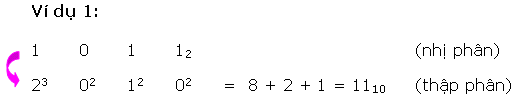 Ví dụ 1:
1 0 1 1₂ (nhị phân)
2³ 0² 1² 0² = 8 + 2 + 1 = 11₁₀ (thập phân)